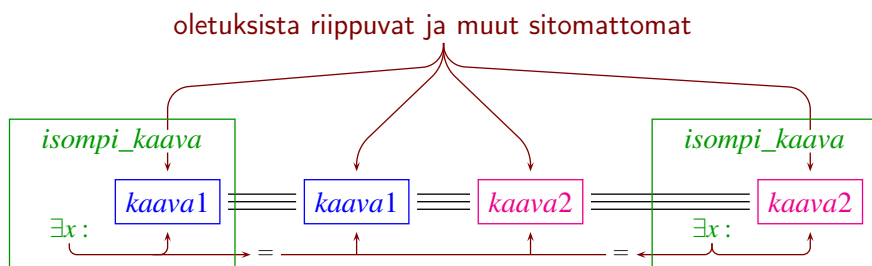 oletuksista riippuvat ja muut sitomattomat
isompi_kaava isompi_kaava
kaava1 ≡ kaava1 ≡ kaava2 ≡ kaava2
∃x : ∃x :
= =